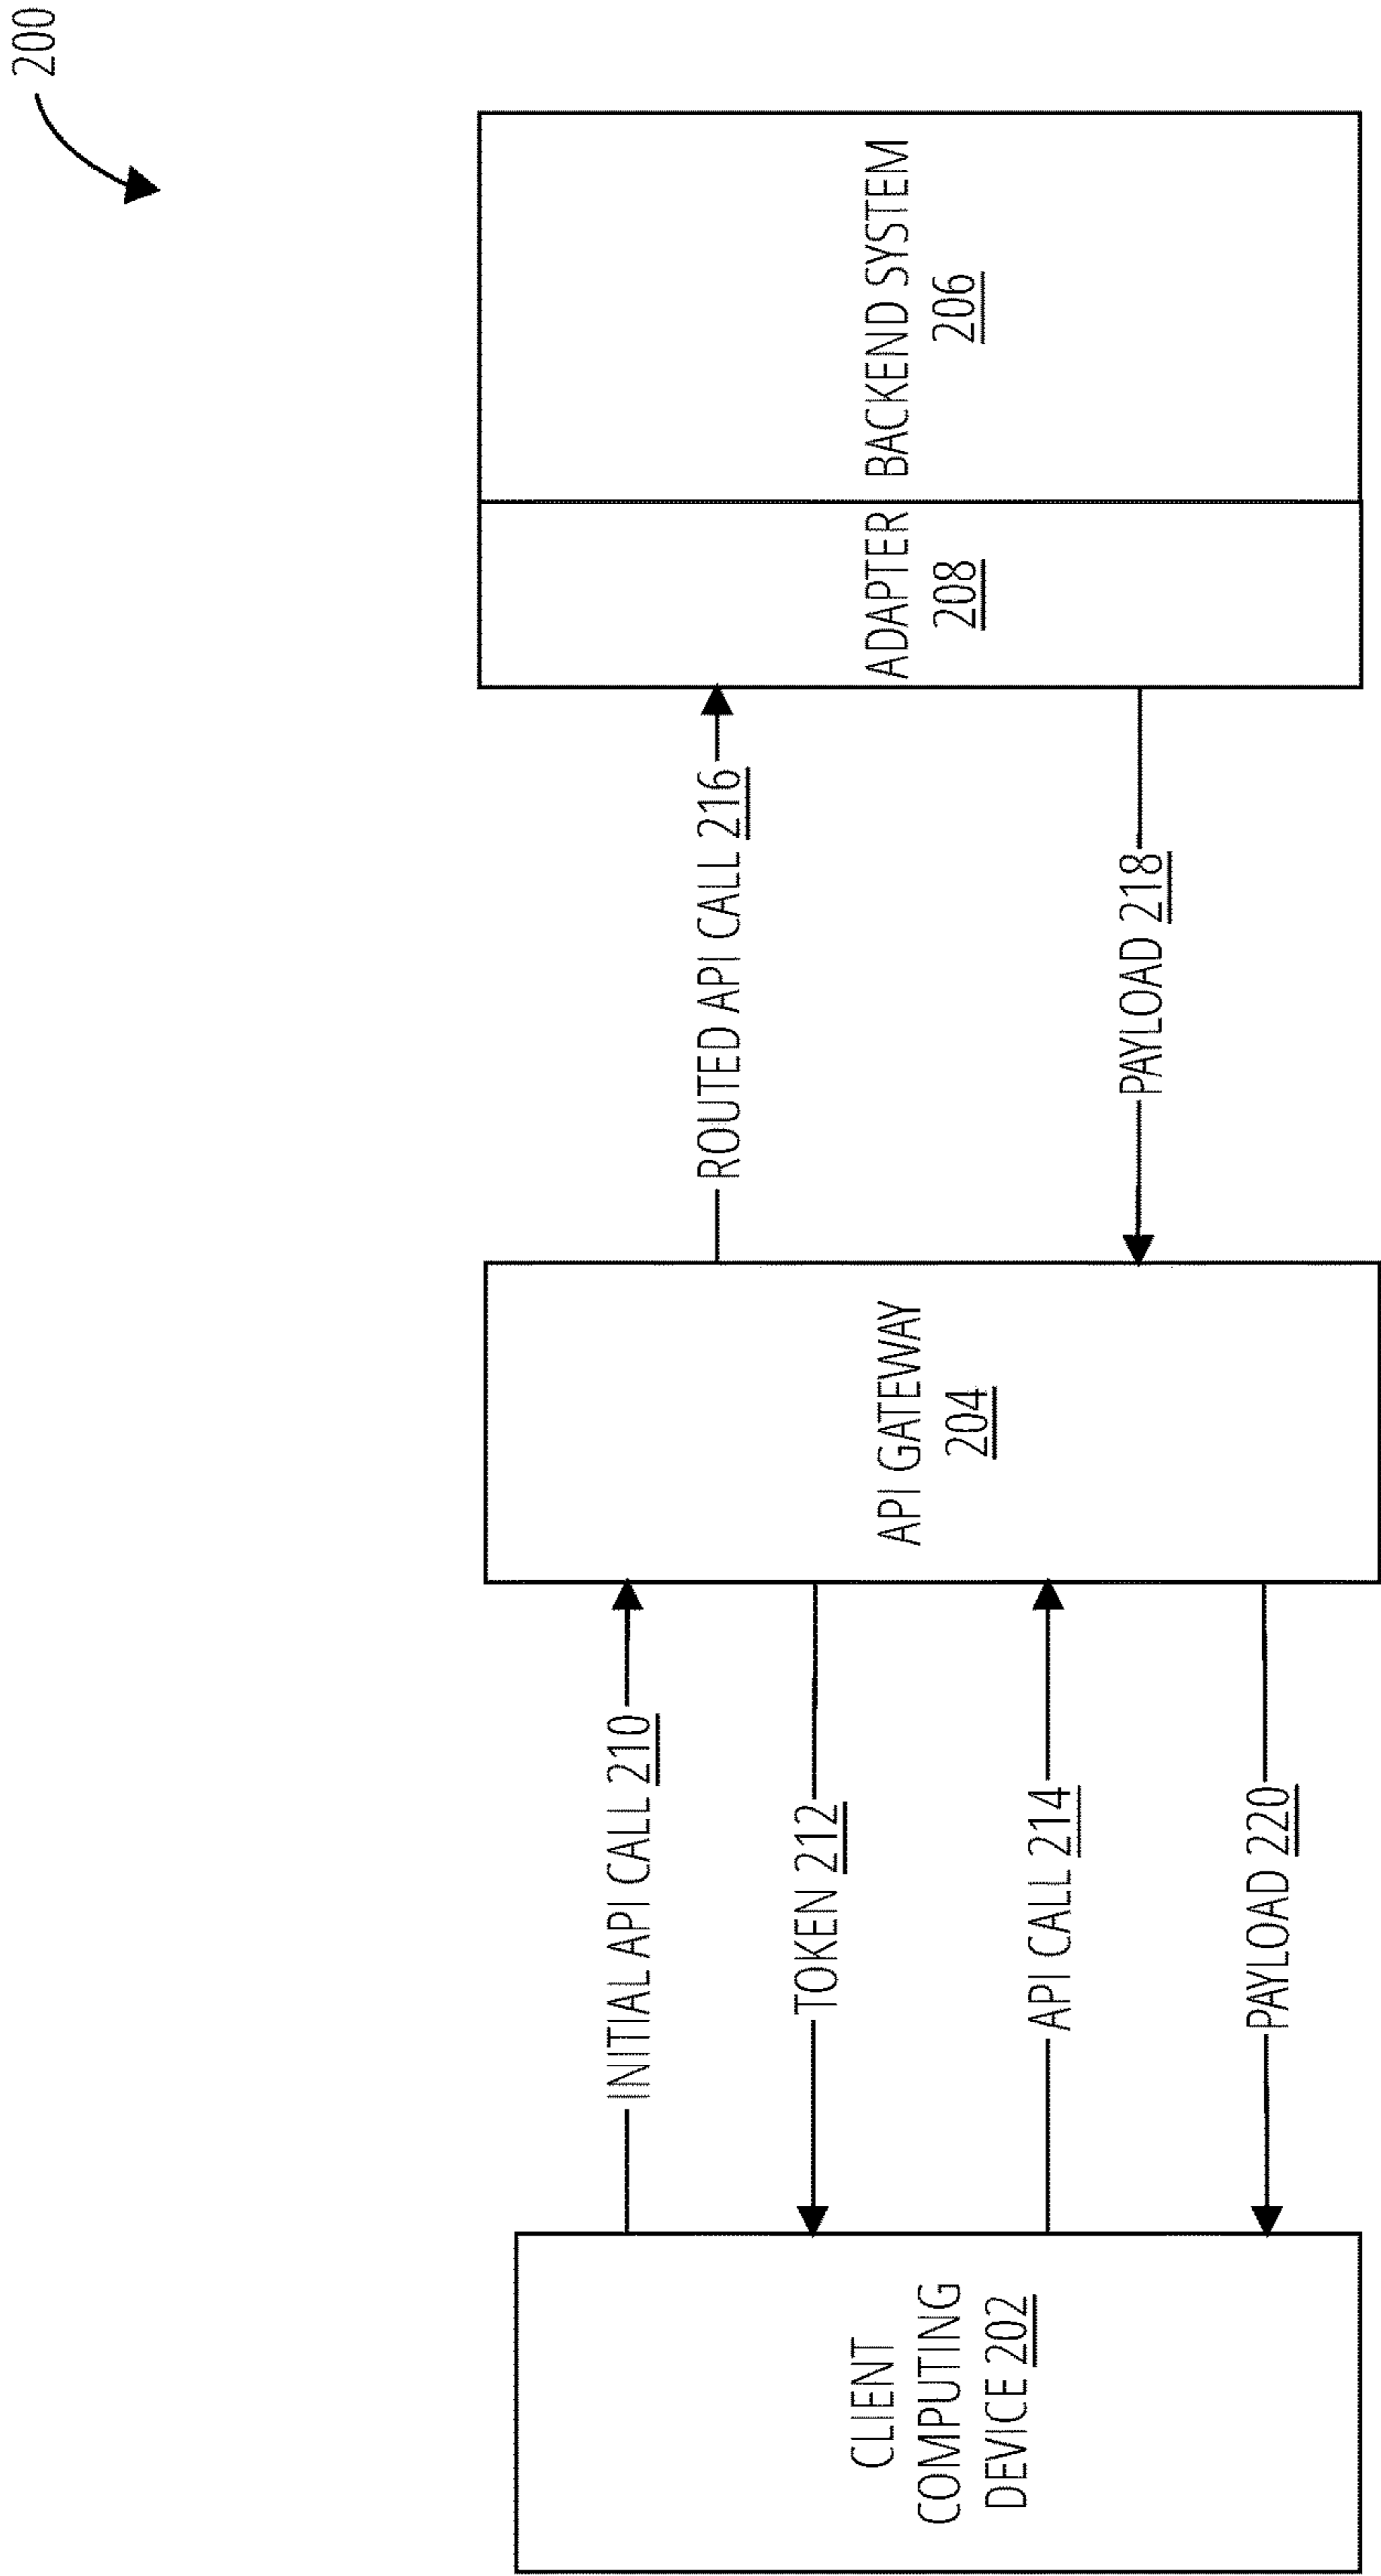 200
INITIAL API CALL 210
TOKEN 212
API CALL 214
PAYLOAD 220
CLIENT
COMPUTING
DEVICE 202
API GATEWAY
204
ROUTED API CALL 216
PAYLOAD 218
ADAPTER
208
BACKEND SYSTEM
206